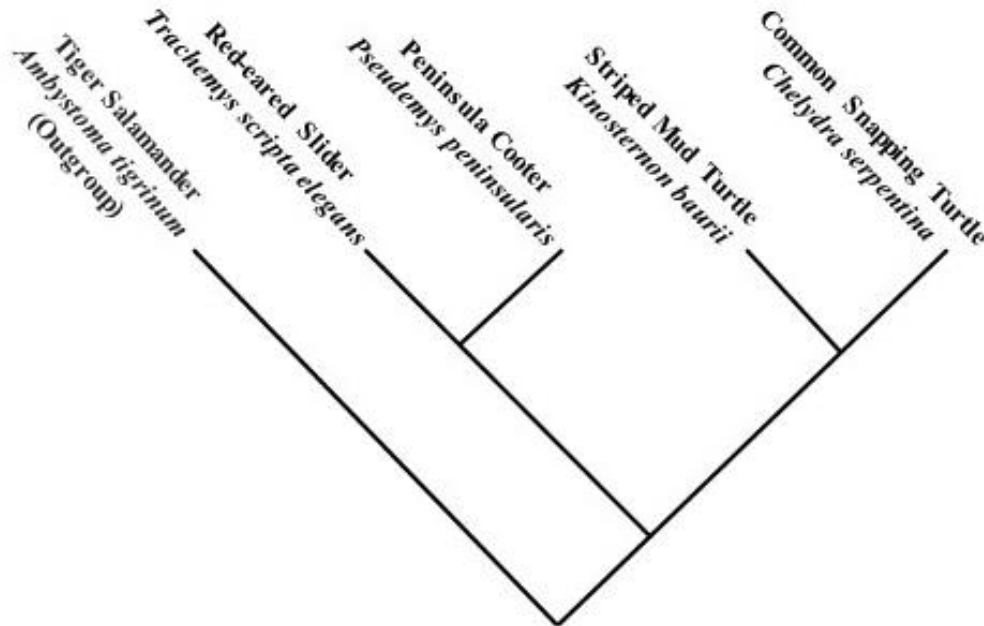 Tiger Salamander
Ambystoma tigrinum
(Outgroup)
Red-eared Slider
Trachemys scripta elegans
Peninsula Cooter
Pseudemys peninsularis
Striped Mud Turtle
Kinosternon baurii
Common Snapping Turtle
Chelydra serpentina